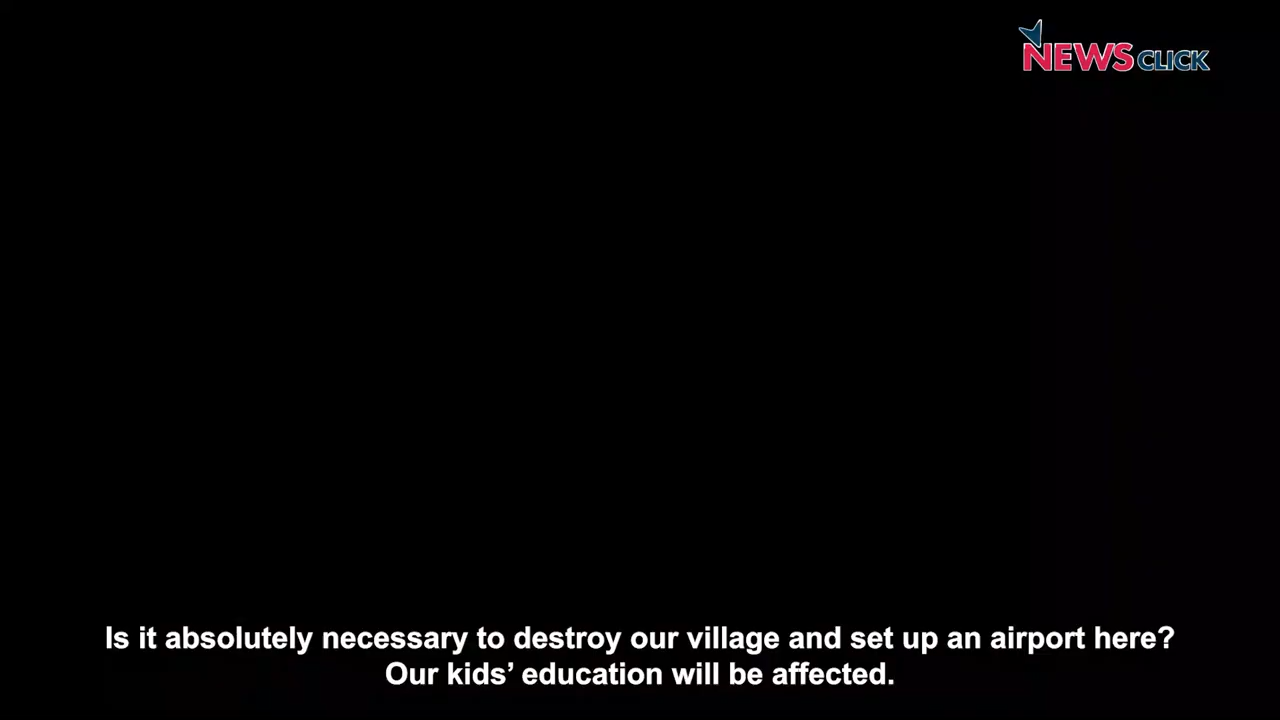 NEWSCLICK
Is it absolutely necessary to destroy our village and set up an airport here?
Our kids’ education will be affected.